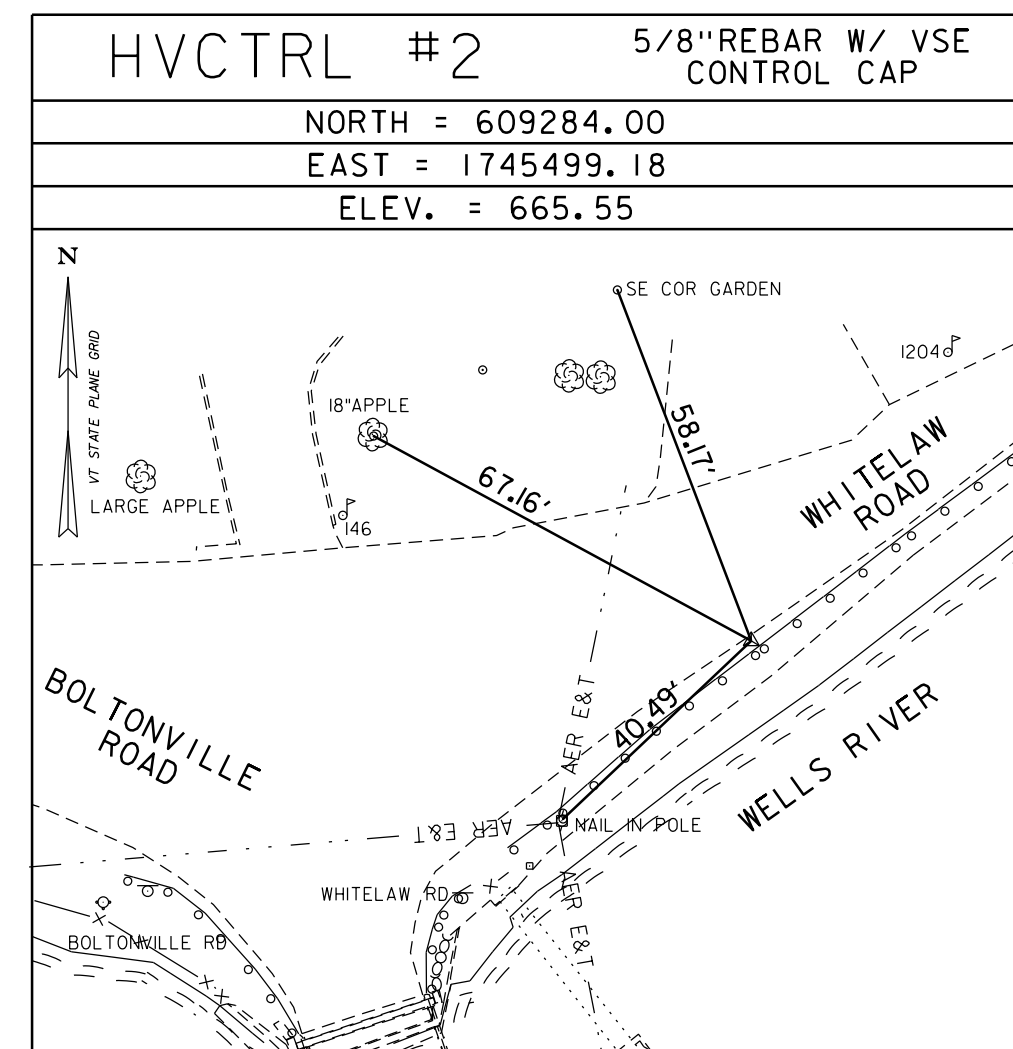 HVCTRL #2
5/8"REBAR W/ VSE
CONTROL CAP
NORTH = 609284.00
EAST = 1745499.18
ELEV. = 665.55
N
VT STATE PLANE GRID
SE COR GARDEN
1204
18"APPLE
58.17'
WHITELAW
ROAD
67.16'
LARGE APPLE
146
BOLTONVILLE
ROAD
AER E&T
40.49'
WELLS RIVER
AER E&T
NAIL IN POLE
WHITELAW RD
AER E&T
BOLTONVILLE RD